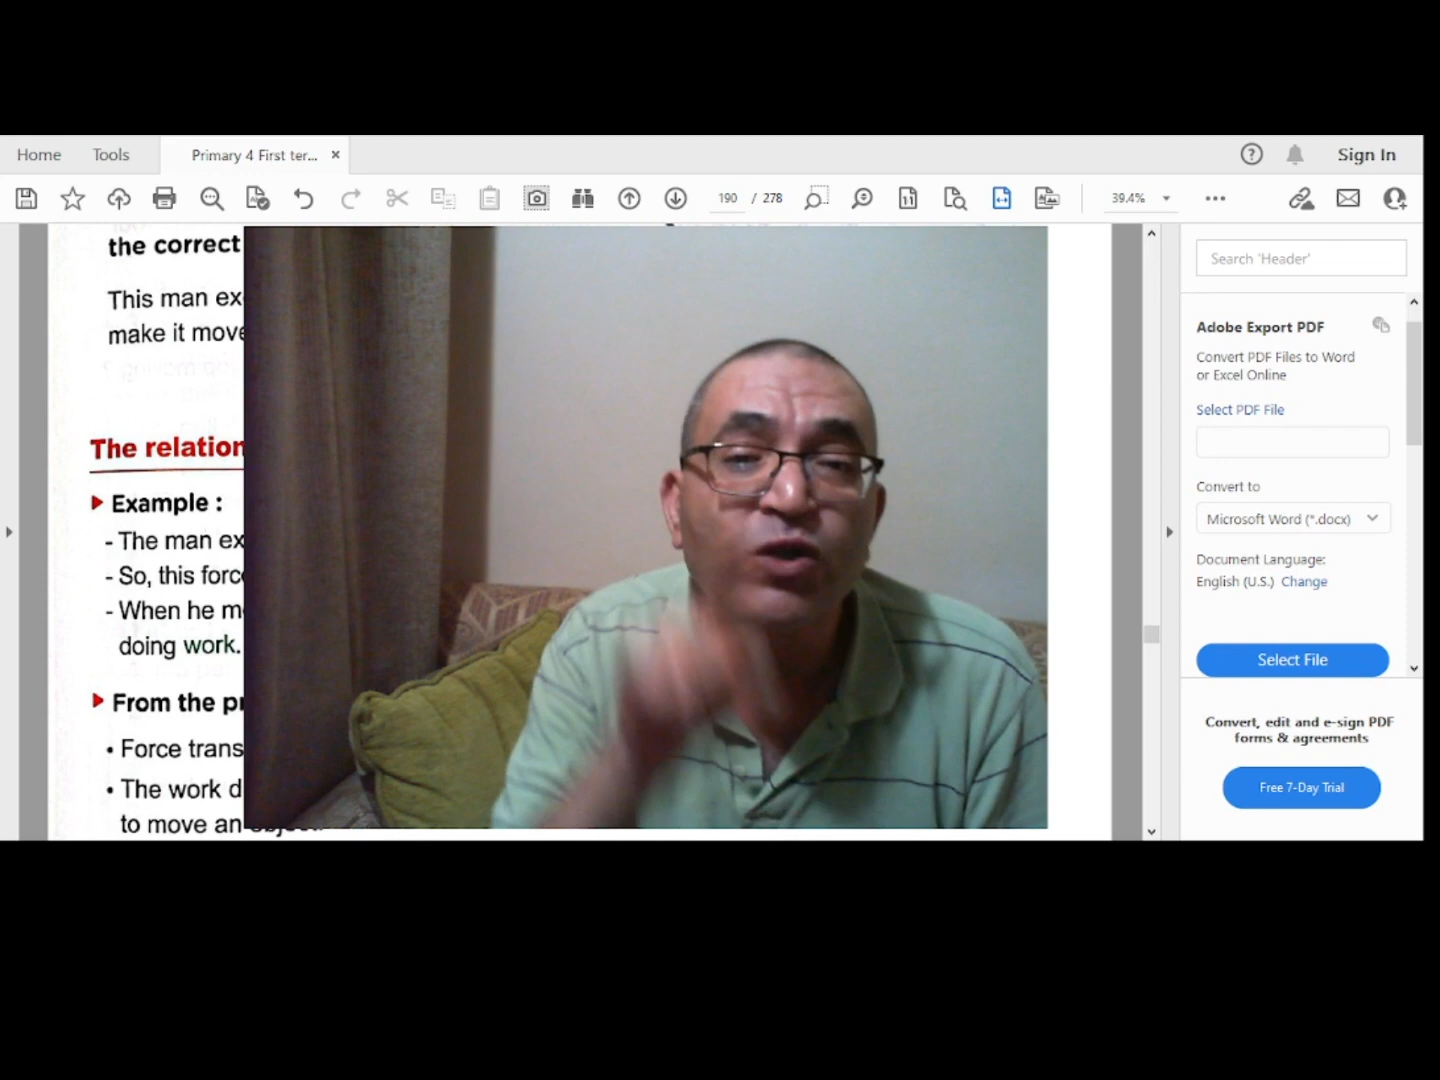 Home
Tools
Primary 4 First ter...
Sign In
190 / 278
39.4%
the correct
This man ex
make it move
The relation
Example :
- The man ex
- So, this forc
- When he m
doing work.
From the pr
• Force trans
• The work d
to move an
Search 'Header'
Adobe Export PDF
Convert PDF Files to Word
or Excel Online
Select PDF File
Convert to
Microsoft Word (*.docx)
Document Language:
English (U.S.) Change
Select File
Convert, edit and e-sign PDF
forms & agreements
Free 7-Day Trial